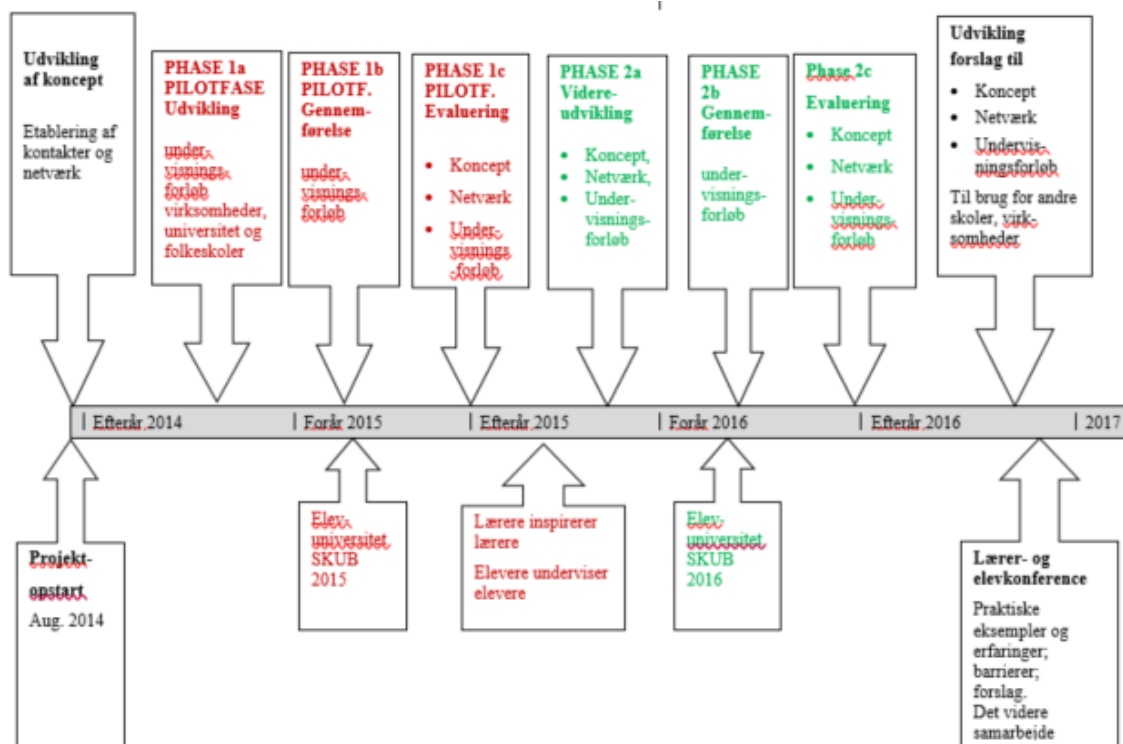 Udvikling
af koncept
Etablering af
kontakter og
netværk
PHASE 1a
PILOTFASE
Udvikling
under-
visnings-
forløb
virksomheder,
universitet og
folkeskoler
PHASE 1b
PILOTF.
Gennem-
førelse
under-
visnings-
forløb
PHASE 1c
PILOTF.
Evaluering
• Koncept
• Netværk
• Under-
visnings
-forløb
PHASE 2a
Videre-
udvikling
• Koncept,
• Netværk,
• Under-
visnings-
forløb
PHASE
2b
Gennem-
førelse
under-
visnings-
forløb
Phase 2c
Evaluering
• Koncept
• Netværk
• Under-
visnings-
forløb
Udvikling
forslag til
• Koncept
• Netværk
• Undervis-
ningsforløb
Til brug for andre
skoler, virk-
somheder
| Efterår 2014
| Forår 2015
| Efterår 2015
| Forår 2016
| Efterår 2016
| 2017
Projekt-
opstart
Aug. 2014
Elev-
universitet
SKUB
2015
Lærere inspirerer
lærere
Elevere underviser
elevere
Elev-
universitet
SKUB
2016
Lærer- og
elevkonference
Praktiske
eksempler og
erfaringer;
barrierer;
forslag.
Det videre
samarbejde